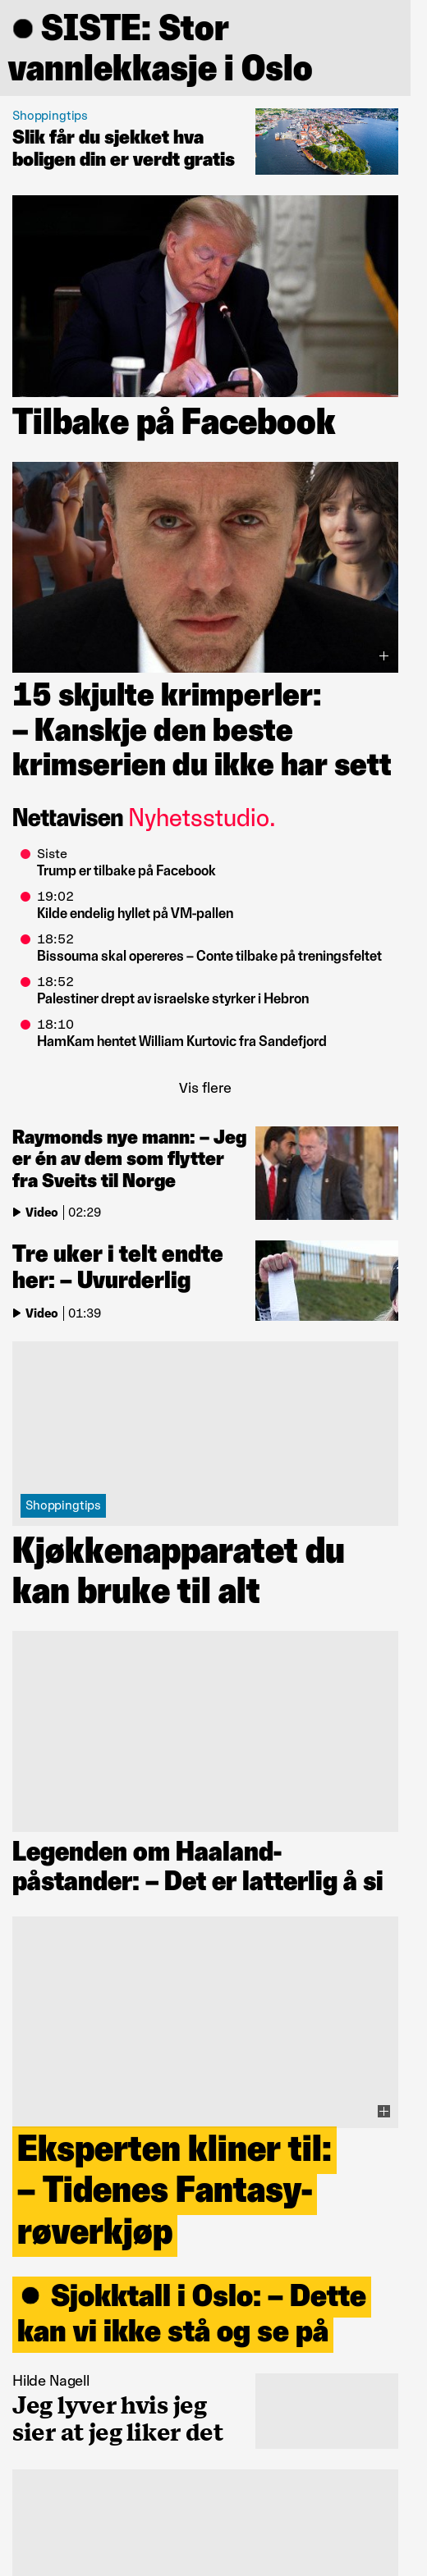 SISTE: Stor
vannlekkasje i Oslo
Shoppingtips
Slik får du sjekket hva
boligen din er verdt gratis
Tilbake på Facebook
15 skjulte krimperler:
– Kanskje den beste
krimserien du ikke har sett
Nettavisen Nyhetsstudio.
Siste
Trump er tilbake på Facebook
19:02
Kilde endelig hyllet på VM-pallen
18:52
Bissouma skal opereres – Conte tilbake på treningsfeltet
18:52
Palestiner drept av israelske styrker i Hebron
18:10
HamKam hentet William Kurtovic fra Sandefjord
Vis flere
Raymonds nye mann: – Jeg
er én av dem som flytter
fra Sveits til Norge
Video | 02:29
Tre uker i telt endte
her: – Uvurderlig
Video | 01:39
Shoppingtips
Kjøkkenapparatet du
kan bruke til alt
Legenden om Haaland-
påstander: – Det er latterlig å si
Eksperten kliner til:
– Tidenes Fantasy-
røverkjøp
Sjokktall i Oslo: – Dette
kan vi ikke stå og se på
Hilde Nagell
Jeg lyver hvis jeg
sier at jeg liker det